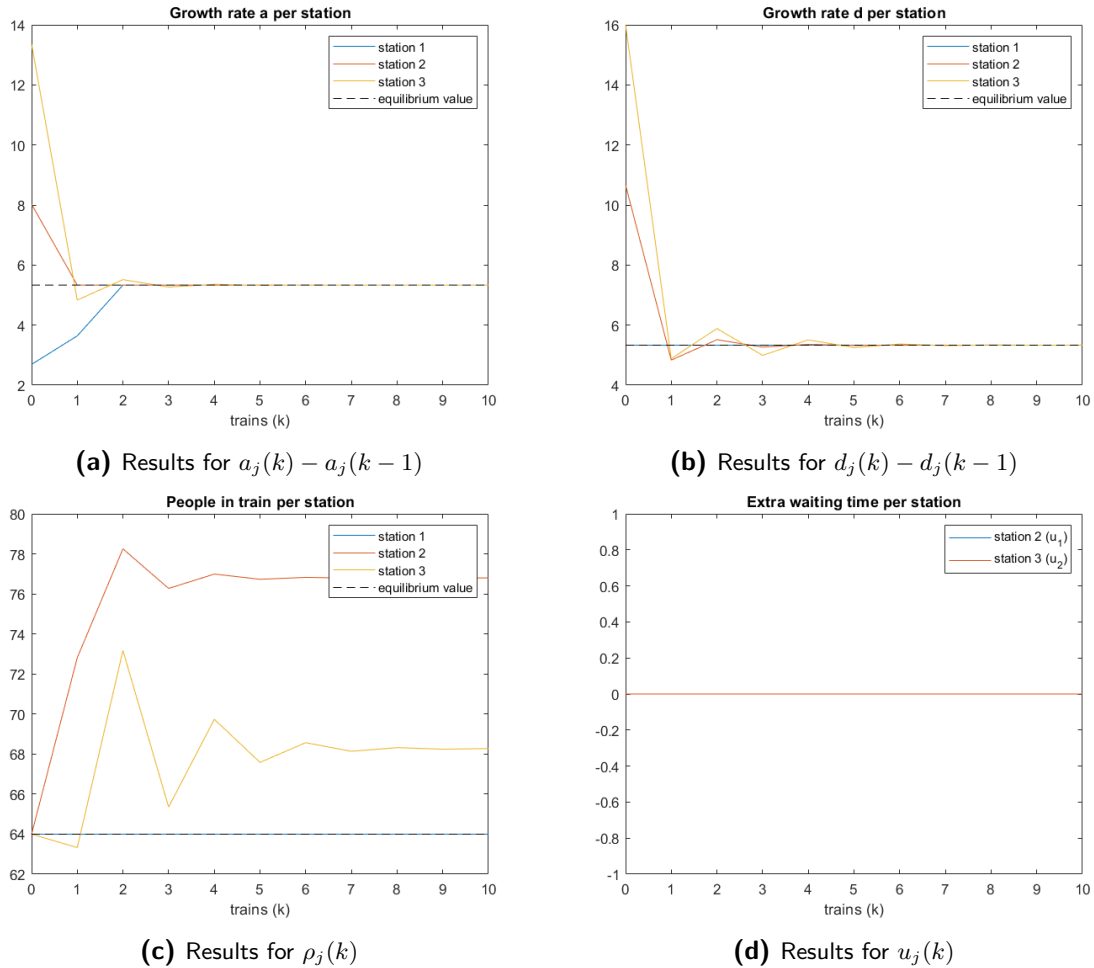 Growth rate a per station
14
12
10
8
6
4
2
0 1 2 3 4 5 6 7 8 9 10
trains (k)
station 1
station 2
station 3
equilibrium value
(a) Results for a_j(k) − a_j(k − 1)
Growth rate d per station
16
14
12
10
8
6
4
0 1 2 3 4 5 6 7 8 9 10
trains (k)
station 1
station 2
station 3
equilibrium value
(b) Results for d_j(k) − d_j(k − 1)
People in train per station
80
78
76
74
72
70
68
66
64
62
0 1 2 3 4 5 6 7 8 9 10
trains (k)
station 1
station 2
station 3
equilibrium value
(c) Results for ρ_j(k)
Extra waiting time per station
1
0.8
0.6
0.4
0.2
0
-0.2
-0.4
-0.6
-0.8
-1
0 1 2 3 4 5 6 7 8 9 10
trains (k)
station 2 (u_1)
station 3 (u_2)
(d) Results for u_j(k)